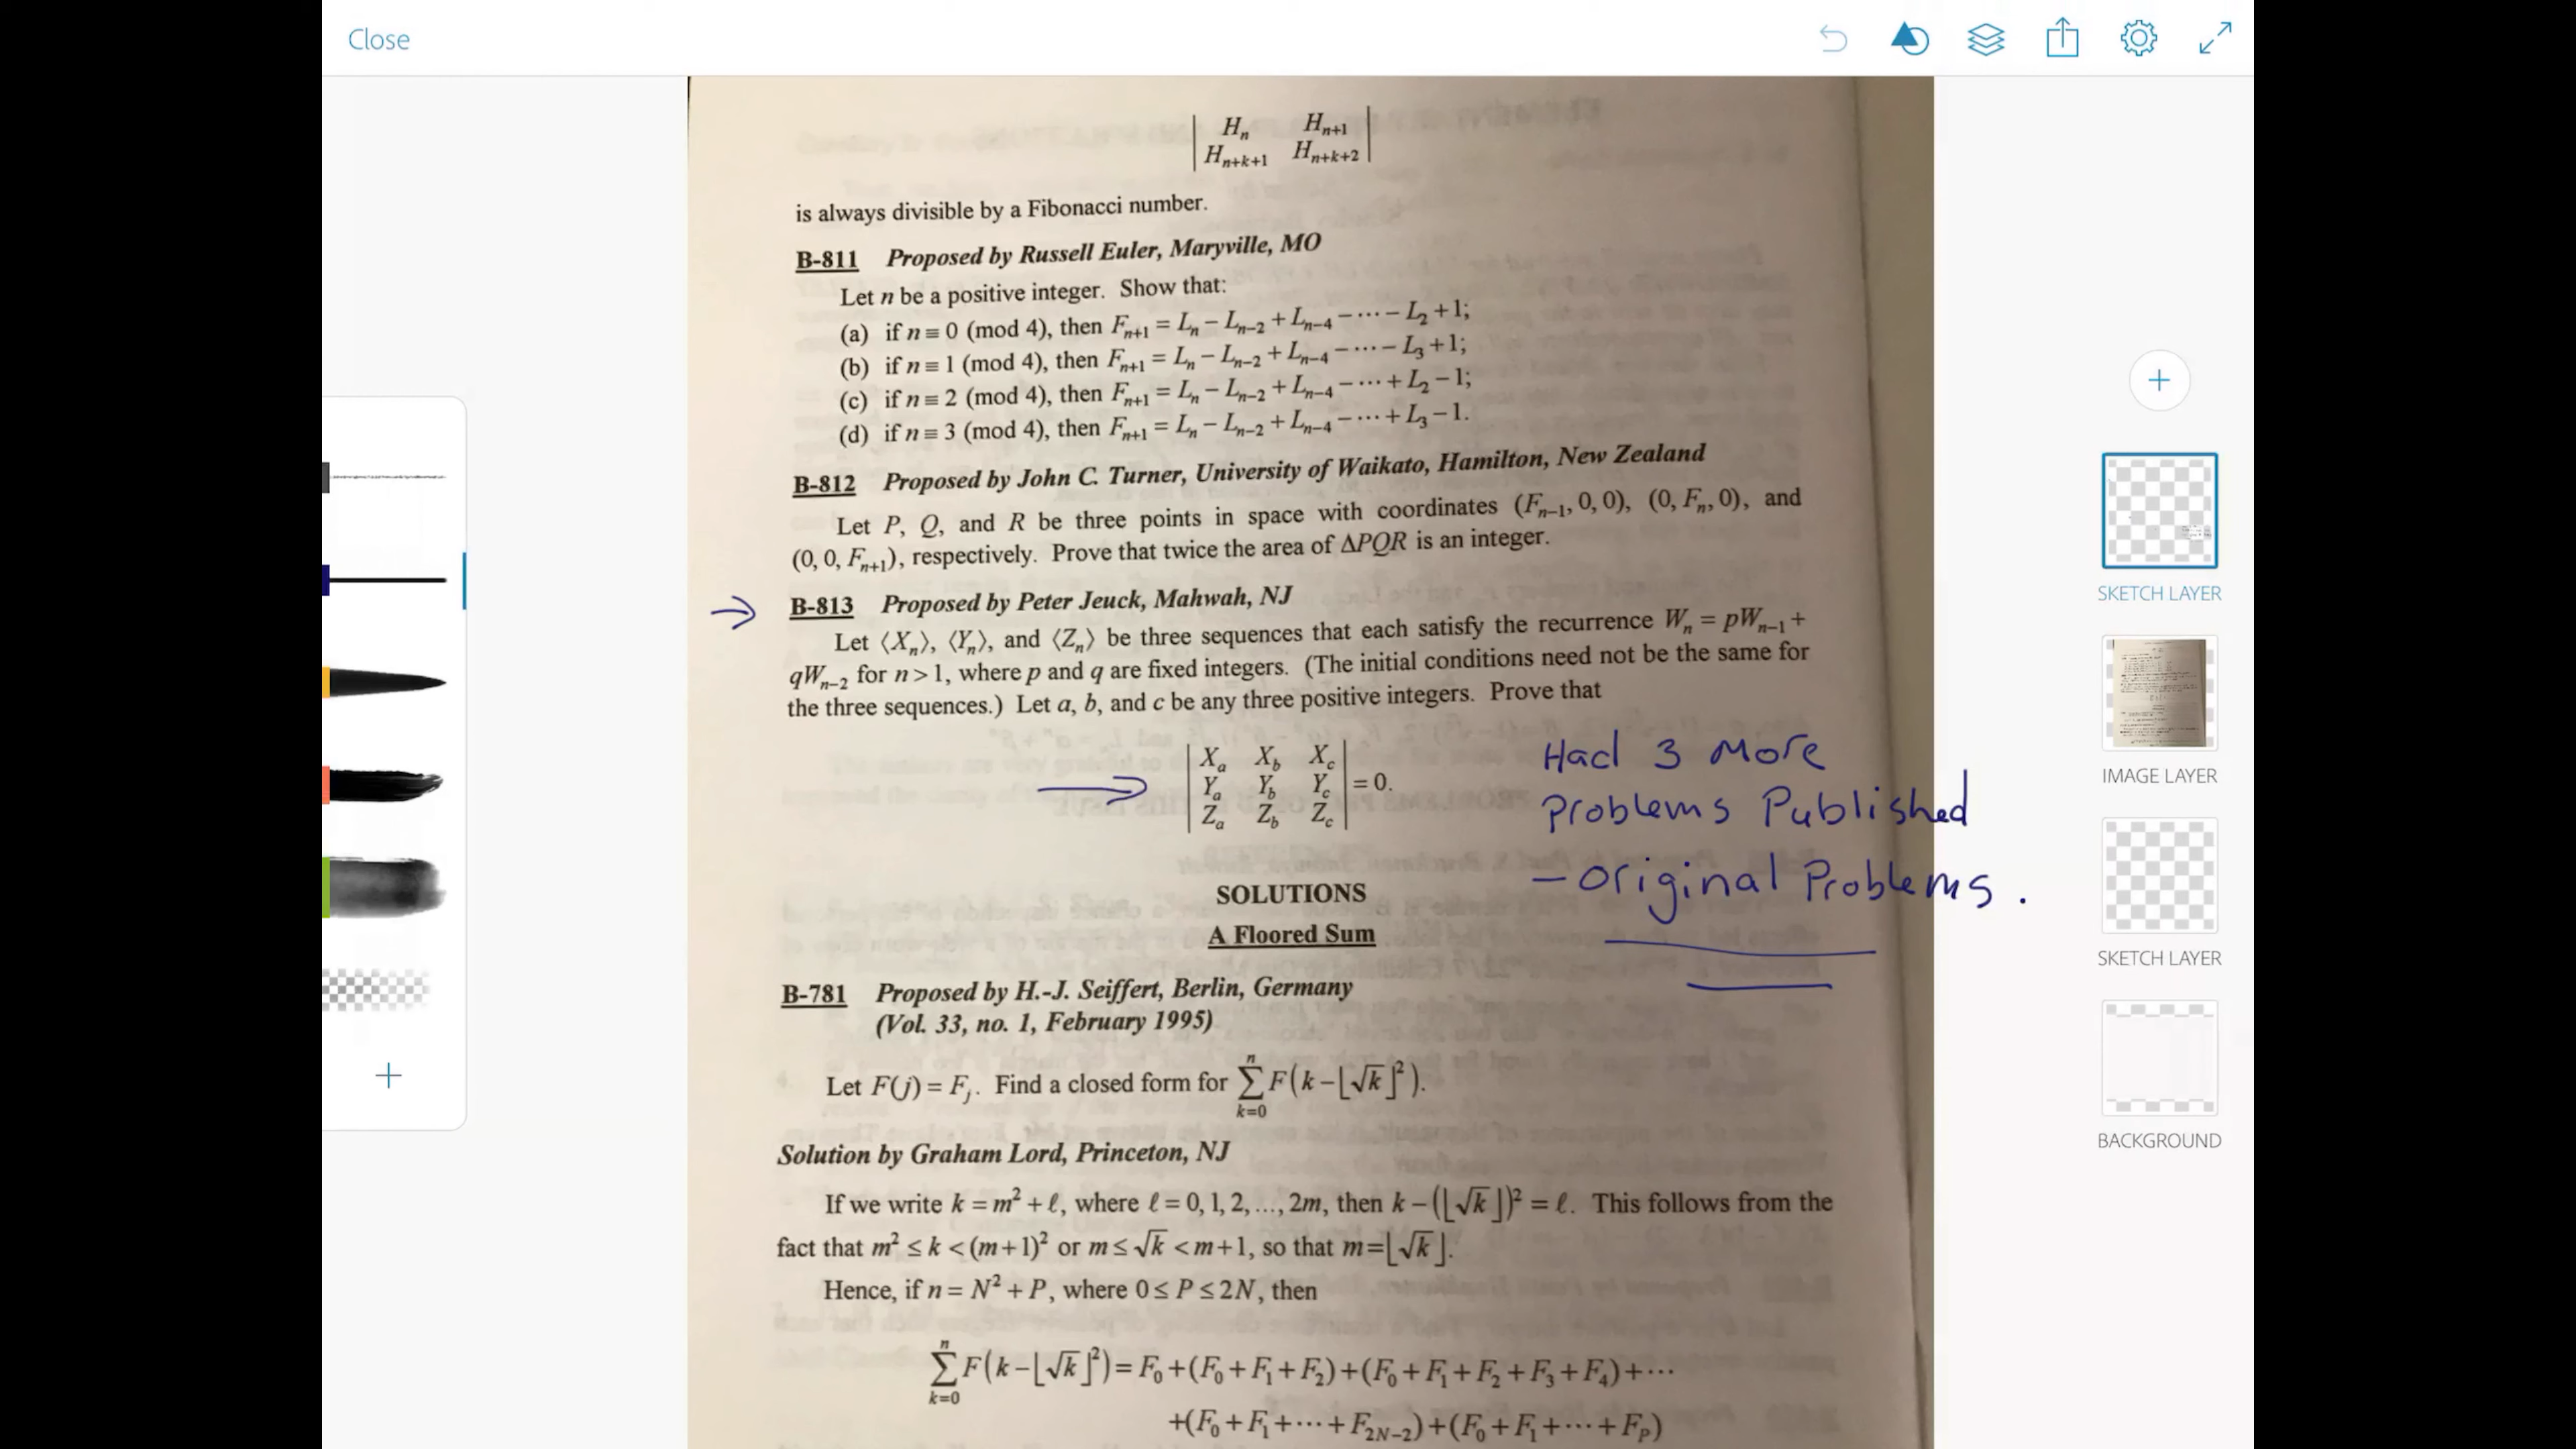 Close
| H_n H_{n+1} |
| H_{n+k+1} H_{n+k+2} |
is always divisible by a Fibonacci number.
B-811 Proposed by Russell Euler, Maryville, MO
Let n be a positive integer. Show that:
(a) if n ≡ 0 (mod 4), then F_{n+1} = L_n − L_{n−2} + L_{n−4} − ⋯ − L_2 + 1;
(b) if n ≡ 1 (mod 4), then F_{n+1} = L_n − L_{n−2} + L_{n−4} − ⋯ − L_3 + 1;
(c) if n ≡ 2 (mod 4), then F_{n+1} = L_n − L_{n−2} + L_{n−4} − ⋯ + L_2 − 1;
(d) if n ≡ 3 (mod 4), then F_{n+1} = L_n − L_{n−2} + L_{n−4} − ⋯ + L_3 − 1.
B-812 Proposed by John C. Turner, University of Waikato, Hamilton, New Zealand
Let P, Q, and R be three points in space with coordinates (F_{n−1}, 0, 0), (0, F_n, 0), and
(0, 0, F_{n+1}), respectively. Prove that twice the area of ΔPQR is an integer.
→ B-813 Proposed by Peter Jeuck, Mahwah, NJ
Let ⟨X_n⟩, ⟨Y_n⟩, and ⟨Z_n⟩ be three sequences that each satisfy the recurrence W_n = pW_{n−1} +
qW_{n−2} for n > 1, where p and q are fixed integers. (The initial conditions need not be the same for
the three sequences.) Let a, b, and c be any three positive integers. Prove that
| X_a X_b X_c |
→ | Y_a Y_b Y_c | = 0.
| Z_a Z_b Z_c |
Had 3 More
Problems Published
– Original Problems.
SOLUTIONS
A Floored Sum
B-781 Proposed by H.-J. Seiffert, Berlin, Germany
(Vol. 33, no. 1, February 1995)
Let F(j) = F_j. Find a closed form for ∑_{k=0}^{n} F(k − ⌊√k⌋²).
Solution by Graham Lord, Princeton, NJ
If we write k = m² + ℓ, where ℓ = 0, 1, 2, ..., 2m, then k − (⌊√k⌋)² = ℓ. This follows from the
fact that m² ≤ k < (m+1)² or m ≤ √k < m+1, so that m=⌊√k⌋.
Hence, if n = N² + P, where 0 ≤ P ≤ 2N, then
∑_{k=0}^{n} F(k − ⌊√k⌋²) = F_0 + (F_0 + F_1 + F_2) + (F_0 + F_1 + F_2 + F_3 + F_4) + ⋯
+ (F_0 + F_1 + ⋯ + F_{2N−2}) + (F_0 + F_1 + ⋯ + F_P)
SKETCH LAYER
IMAGE LAYER
SKETCH LAYER
BACKGROUND